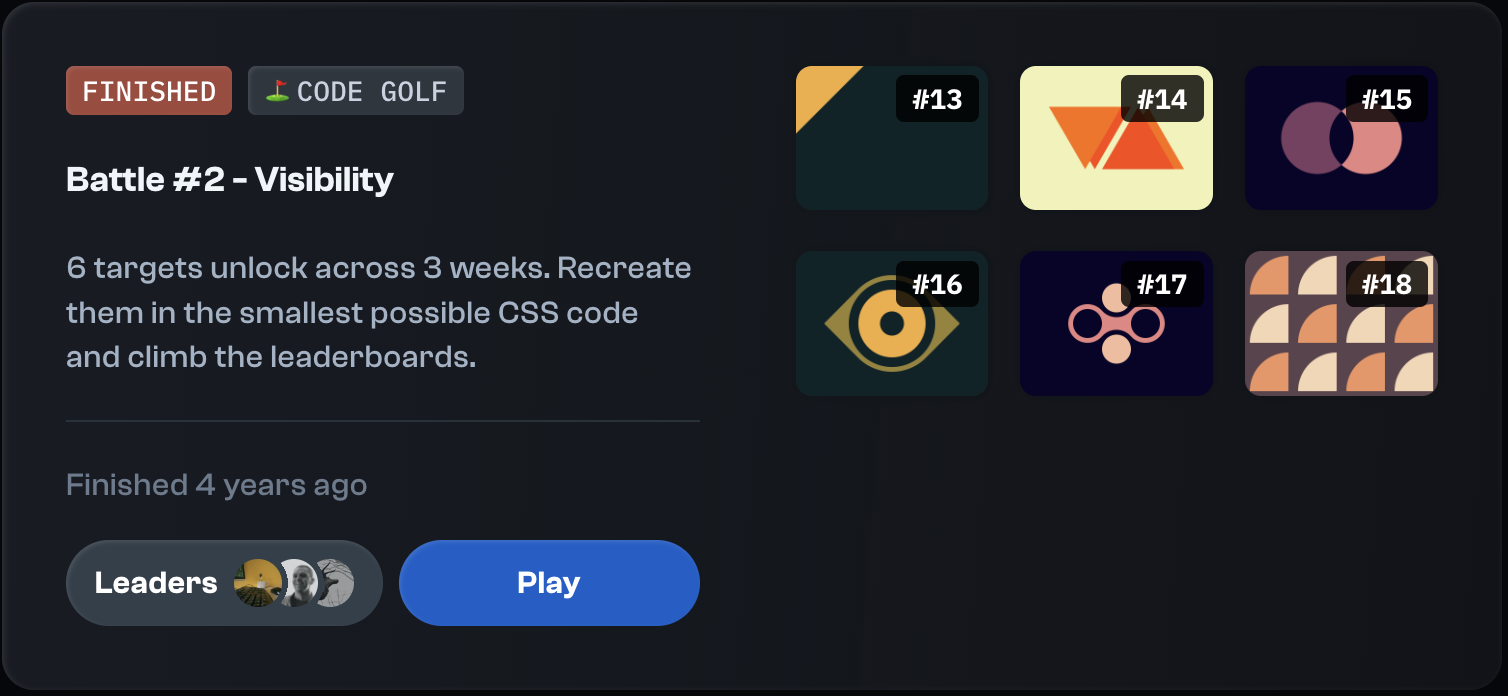 FINISHED
CODE GOLF
Battle #2 - Visibility
6 targets unlock across 3 weeks. Recreate
them in the smallest possible CSS code
and climb the leaderboards.
Finished 4 years ago
Leaders
Play
#13
#14
#15
#16
#17
#18